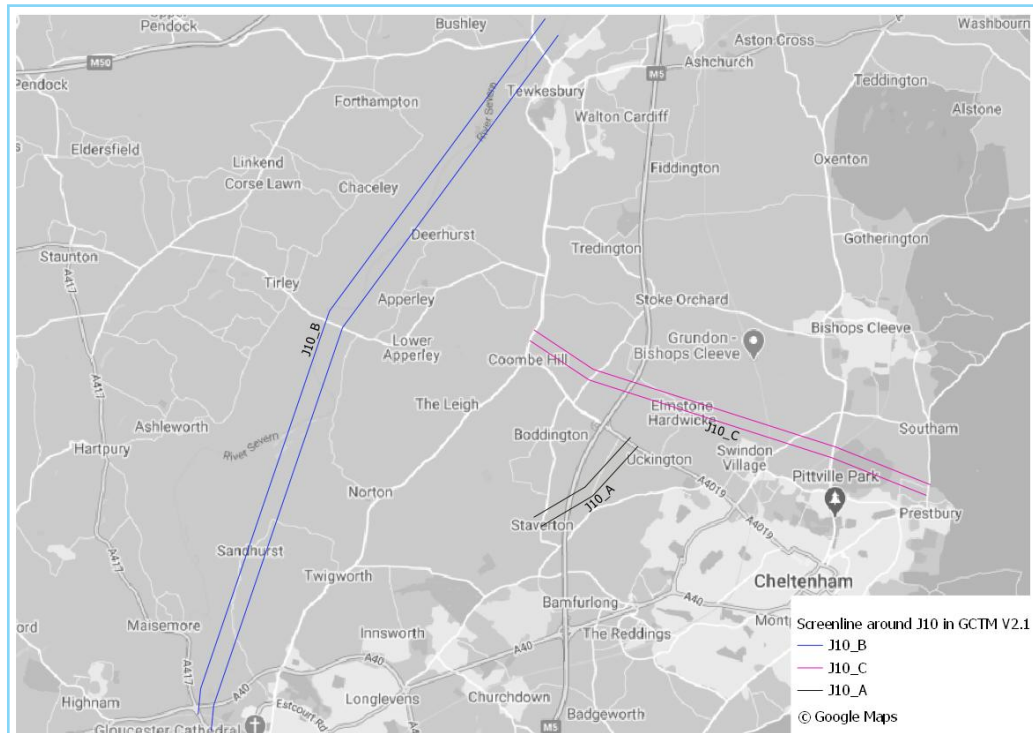 Upper
Pendock
Bushley
Washbourn
Aston Cross
M50
M5
Ashchurch
Pendock
Teddington
Tewkesbury
Forthampton
River Severn
Walton Cardiff
Alstone
Eldersfield
Linkend
Oxenton
Fiddington
Corse Lawn
Chaceley
Deerhurst
Tredington
Gotherington
Staunton
A417
Tirley
Apperley
Stoke Orchard
J10_B
Lower
Apperley
Grundon -
Bishops Cleeve
Bishops Cleeve
Coombe Hill
A417
The Leigh
Elmstone
Hardwicke
J10_C
Ashleworth
Boddington
Southam
Hartpury
River Severn
Uckington
Swindon
Village
Pittville Park
Norton
J10_A
A4019
Staverton
Prestbury
A4019
Sandhurst
A417
Twigworth
Cheltenham
Bamfurlong
A40
ord
Maisemore
Innsworth
The Reddings
Montp
A40
A40
Highnam
A417
Longlevens
Churchdown
Estcourt Rd
Badgeworth
Gloucester Cathedral
M5
Screenline around J10 in GCTM V2.1
J10_B
J10_C
J10_A
© Google Maps